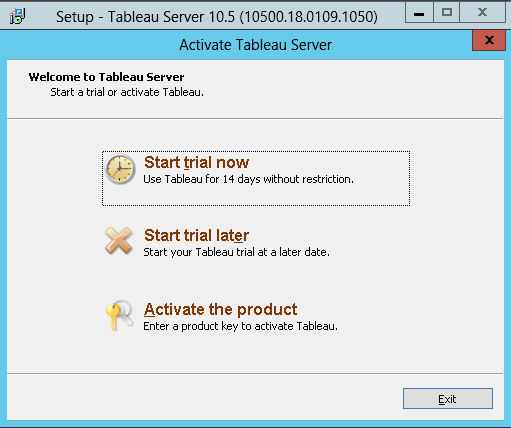 Setup - Tableau Server 10.5 (10500.18.0109.1050)
Activate Tableau Server
Welcome to Tableau Server
Start a trial or activate Tableau.
Start trial now
Use Tableau for 14 days without restriction.
Start trial later
Start your Tableau trial at a later date.
Activate the product
Enter a product key to activate Tableau.
Exit